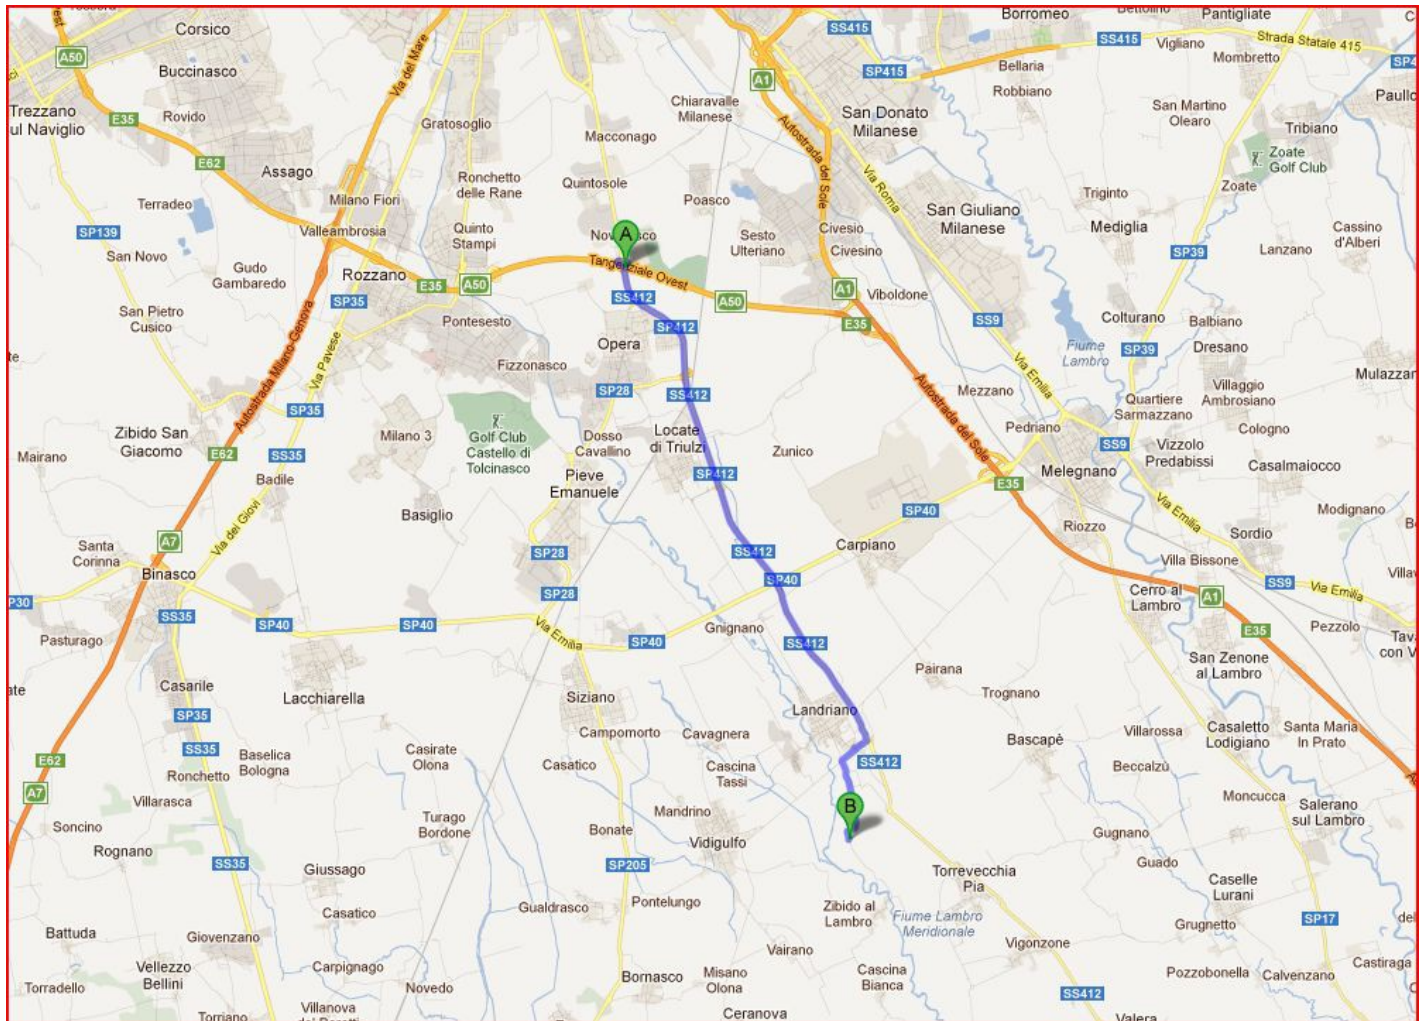 Corsico
Borromeo
Pantigliate
SS415
SS415
Strada Statale 415
Vigliano
Mombretto
A50
Via del Mare
Buccinasco
A1
SP415
Bellaria
Robbiano
Paullo
Trezzano
sul Naviglio
E35
Rovido
Gratosoglio
Chiaravalle
Milanese
San Donato
Milanese
San Martino
Olearo
Tribiano
Macconago
Autostrada del Sole
Zoate
Golf Club
E62
Assago
Ronchetto
delle Rane
Quintosole
Via Roma
Zoate
Terradeo
Milano Fiori
Poasco
Triginto
San Giuliano
Milanese
Mediglia
SP139
Valleambrosia
Quinto
Stampi
A
Sesto
Ulteriano
Civesio
Civesino
Cassino
d'Alberi
Lanzano
SP39
San Novo
Gudo
Gambaredo
Rozzano
E35
A50
Tangenziale Ovest
SS412
A50
A1
Viboldone
San Pietro
Cusico
SP35
Pontesesto
SP412
E35
SS9
Colturano
Balbiano
Autostrada Milano-Genova
Via Pavese
Opera
Fizzonasco
Fiume
Lambro
SP39
Dresano
Via Emilia
Mulazzano
SP28
SS412
Autostrada del Sole
Mezzano
Villaggio
Ambrosiano
Quartiere
Sarmazzano
SP35
Golf Club
Castello di
Tolcinasco
Zibido San
Giacomo
Milano 3
Dosso
Cavallino
Locate
di Triulzi
Pedriano
Cologno
Mairano
E62
SS35
Zunico
SS9
Vizzolo
Predabissi
Casalmaiocco
Badile
Pieve
Emanuele
SP412
Melegnano
E35
Basiglio
SP40
Via Emilia
Modignano
Via dei Giovi
A7
Riozzo
Sordio
Santa
Corinna
SP28
SS412
Carpiano
Villa Bissone
Binasco
SP40
SS9
Via Emilia
SP30
SS35
SP28
Cerro al
Lambro
A1
SP40
SP40
Via Emilia
SP40
Gnignano
SS412
E35
Pezzolo
Pasturago
San Zenone
al Lambro
Pairana
Casarile
Lacchiarella
Siziano
Trognano
Landriano
SP35
Campomorto
Cavagnera
Bascapè
Villarossa
Casaletto
Lodigiano
Santa Maria
In Prato
SS35
Baselica
Bologna
Casirate
Olona
Casatico
Cascina
Tassi
SS412
Beccalzù
E62
Ronchetto
A7
Villarasca
Mandrino
B
Moncucca
Salerano
sul Lambro
Soncino
Turago
Bordone
Bonate
Vidigulfo
Gugnano
Rognano
SS35
Giussago
SP205
Torrevecchia
Pia
Guado
Caselle
Lurani
Casatico
Gualdrasco
Pontelungo
Zibido al
Lambro
Fiume Lambro
Meridionale
Grugnetto
SP17
Battuda
Giovenzano
Vairano
Vigonzone
Vellezzo
Bellini
Carpignago
Bornasco
Misano
Olona
Cascina
Bianca
Pozzobonella
Calvenzano
Castiraga
Torradello
Novedo
SS412
Villanova
Torriano
Ceranova
Valera